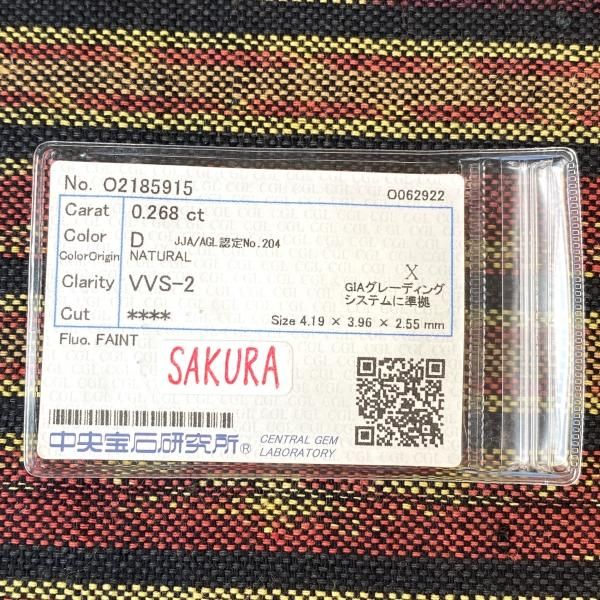 No. O2185915
O062922
Carat 0.268 ct
Color D JJA/AGL認定No.204
ColorOrigin NATURAL
Clarity VVS-2
X
GIAグレーディング
システムに準拠
Cut ****
Size 4.19 × 3.96 × 2.55 mm
Fluo. FAINT
SAKURA
中央宝石研究所® CENTRAL GEM
LABORATORY